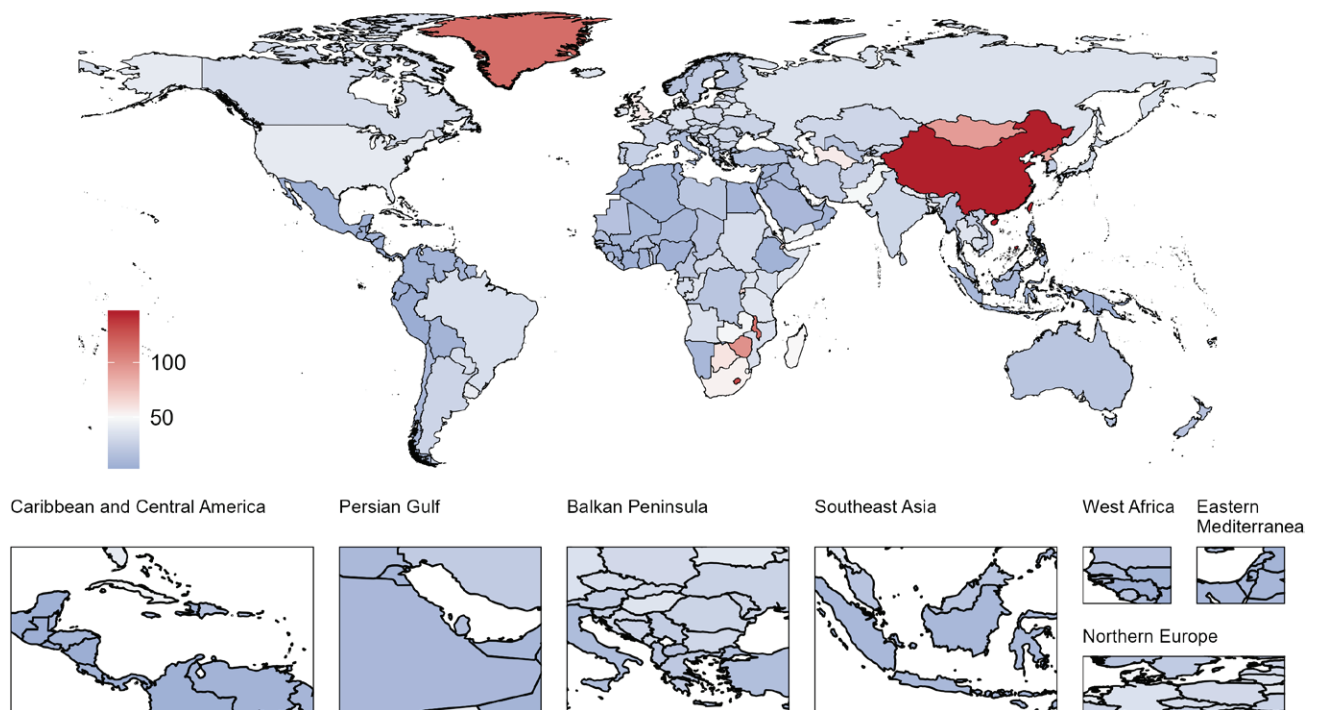 100
50
Caribbean and Central America
Persian Gulf
Balkan Peninsula
Southeast Asia
West Africa
Eastern
Mediterranea
Northern Europe